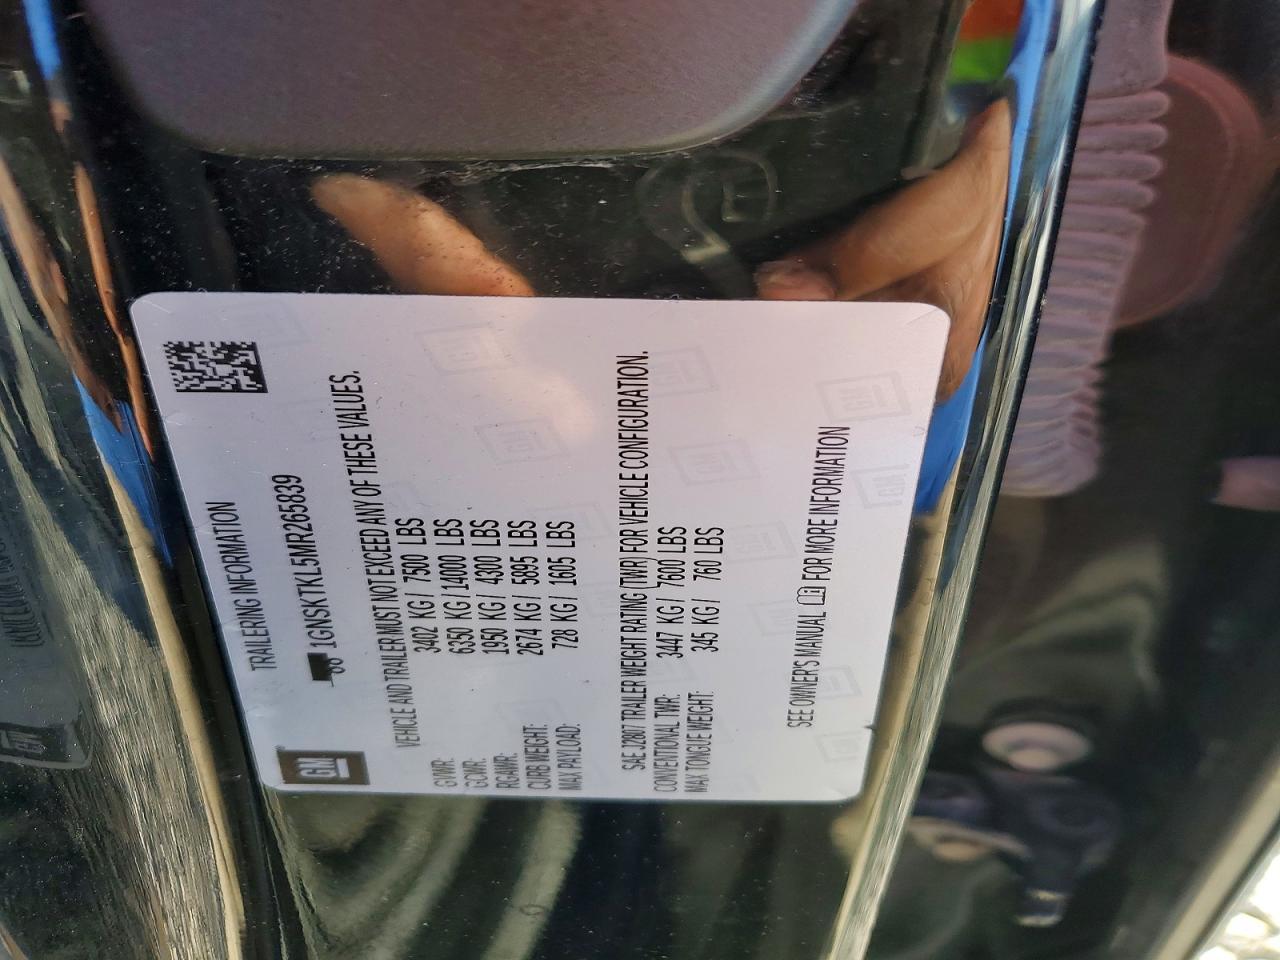 GM
TRAILERING INFORMATION
1GNSKTKL5MR265839
VEHICLE AND TRAILER MUST NOT EXCEED ANY OF THESE VALUES.
GVWR: 3402 KG / 7500 LBS
GCWR: 6350 KG / 14000 LBS
RGAWR: 1950 KG / 4300 LBS
CURB WEIGHT: 2674 KG / 5895 LBS
MAX PAYLOAD: 728 KG / 1605 LBS
SAE J2807 TRAILER WEIGHT RATING (TWR) FOR VEHICLE CONFIGURATION.
CONVENTIONAL TWR: 3447 KG / 7600 LBS
MAX TONGUE WEIGHT: 345 KG / 760 LBS
SEE OWNER'S MANUAL FOR MORE INFORMATION